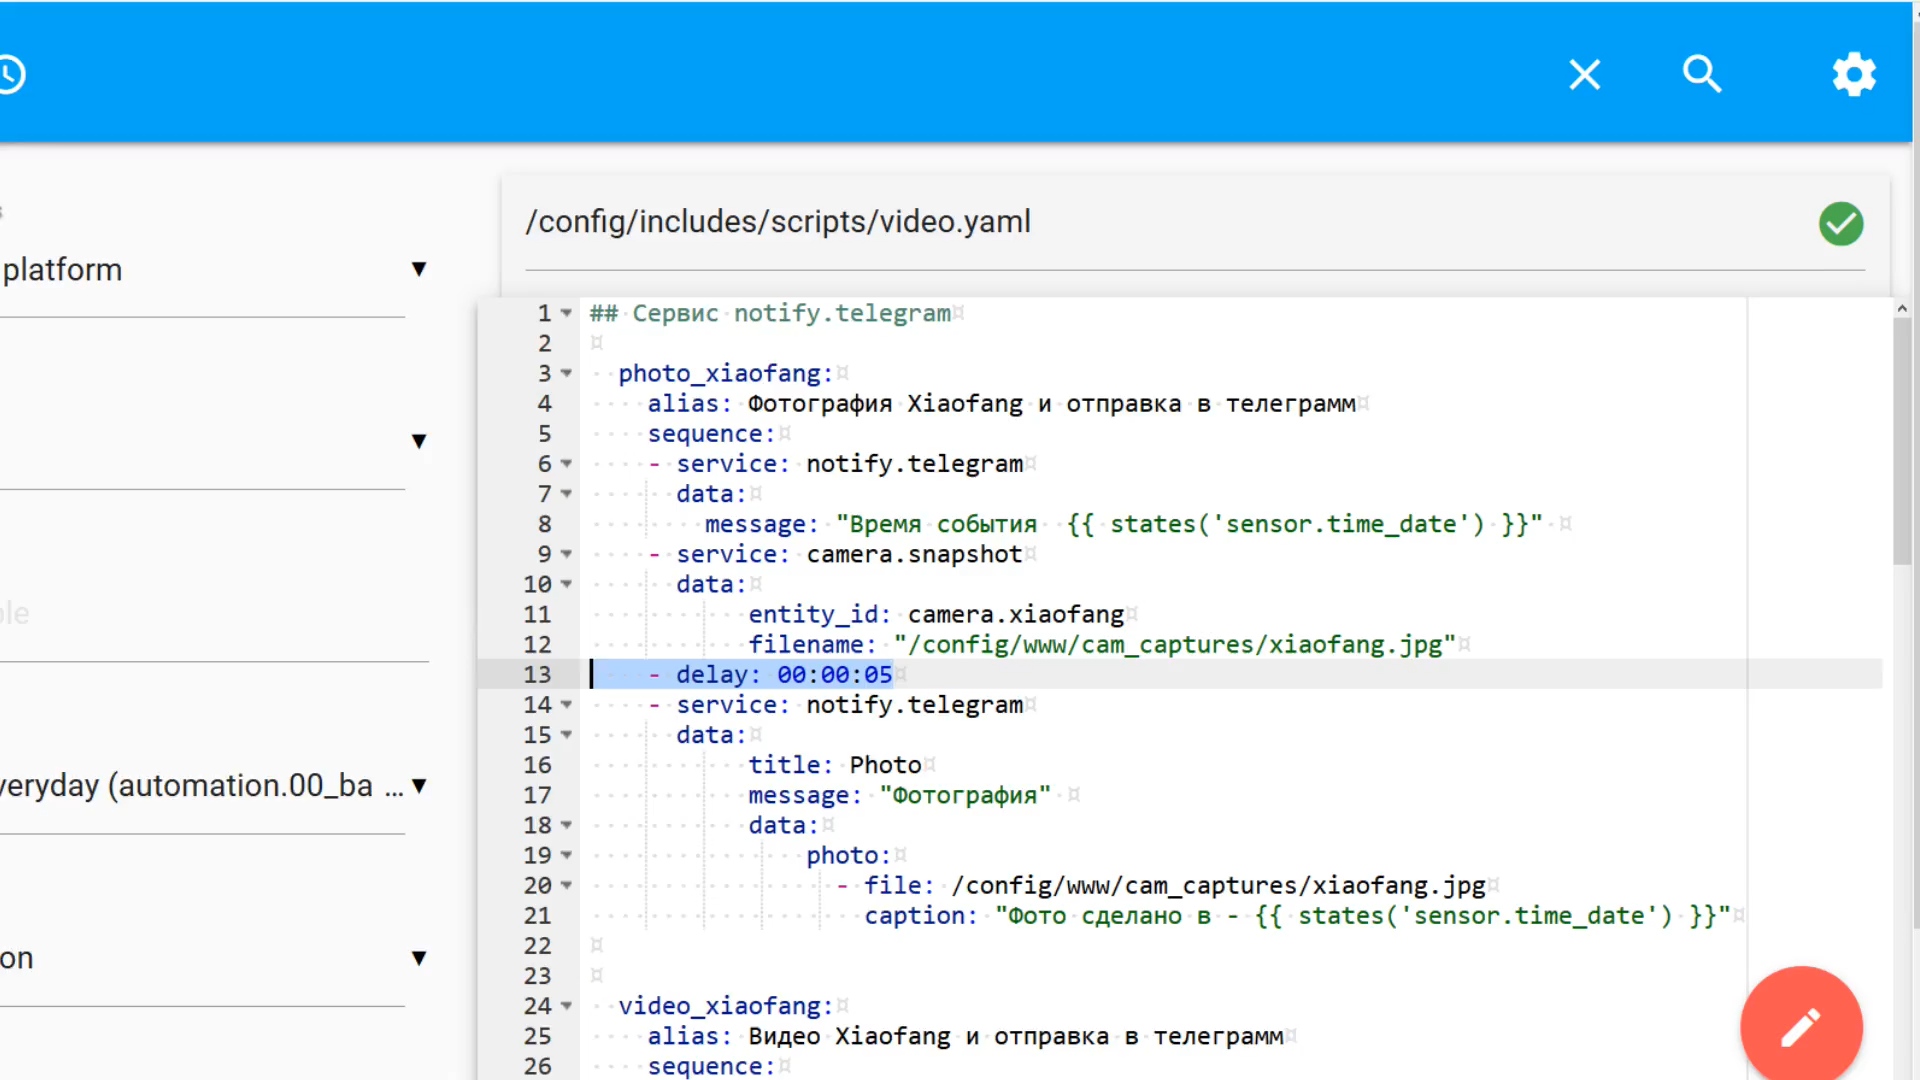 /config/includes/scripts/video.yaml
platform
1 ## Сервис notify.telegram
2
3 photo_xiaofang:
4 alias: Фотография Xiaofang и отправка в телеграмм
5 sequence:
6 - service: notify.telegram
7 data:
8 message: "Время события  {{ states('sensor.time_date') }}"
9 - service: camera.snapshot
10 data:
11 entity_id: camera.xiaofang
12 filename: "/config/www/cam_captures/xiaofang.jpg"
13 - delay: 00:00:05
14 - service: notify.telegram
15 data:
16 title: Photo
17 message: "Фотография"
18 data:
19 photo:
20 - file: /config/www/cam_captures/xiaofang.jpg
21 caption: "Фото сделано в - {{ states('sensor.time_date') }}"
22
23
24 video_xiaofang:
25 alias: Видео Xiaofang и отправка в телеграмм
26 sequence:
ole
veryday (automation.00_ba ...
on